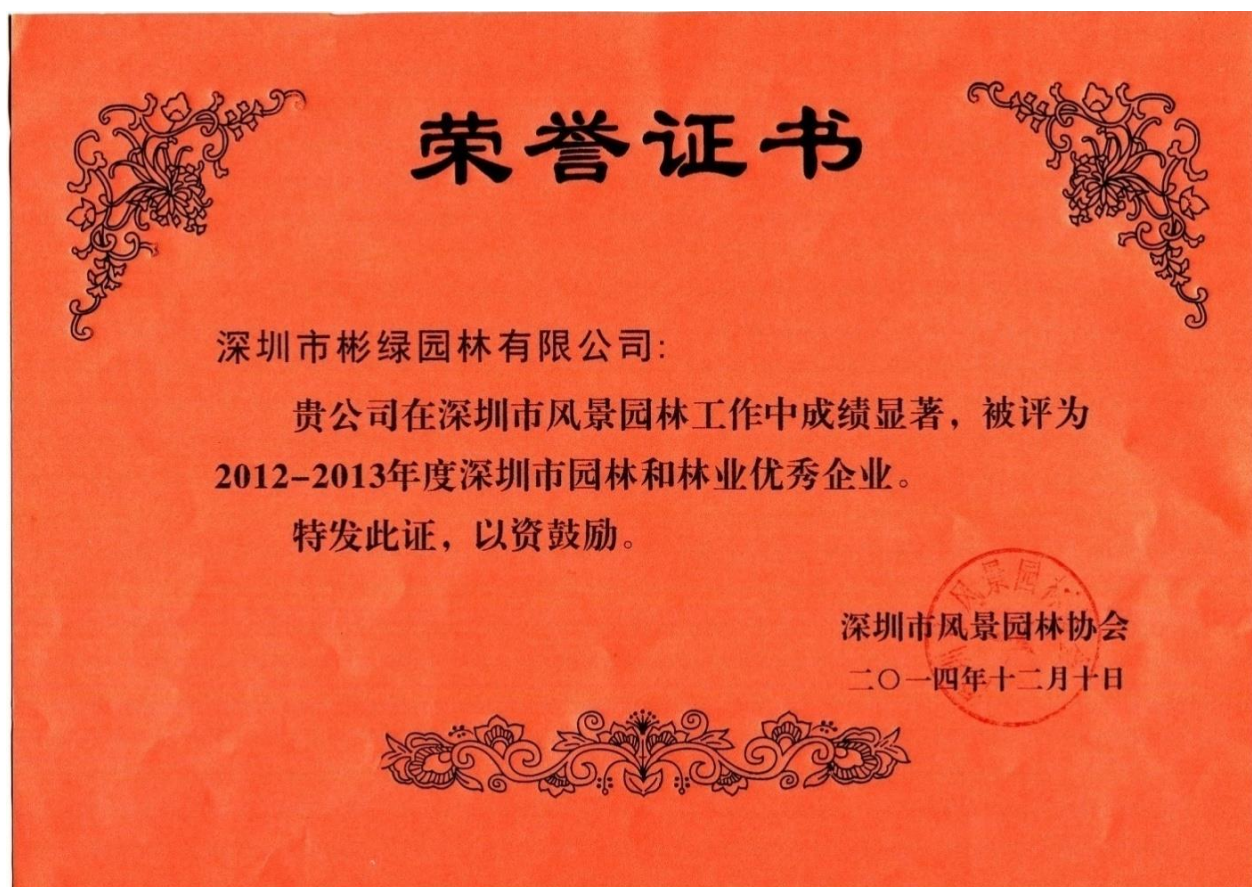 荣誉证书
深圳市彬绿园林有限公司:
贵公司在深圳市风景园林工作中成绩显著，被评为
2012-2013年度深圳市园林和林业优秀企业。
特发此证，以资鼓励。
深圳市风景园林协会
二〇一四年十二月十日